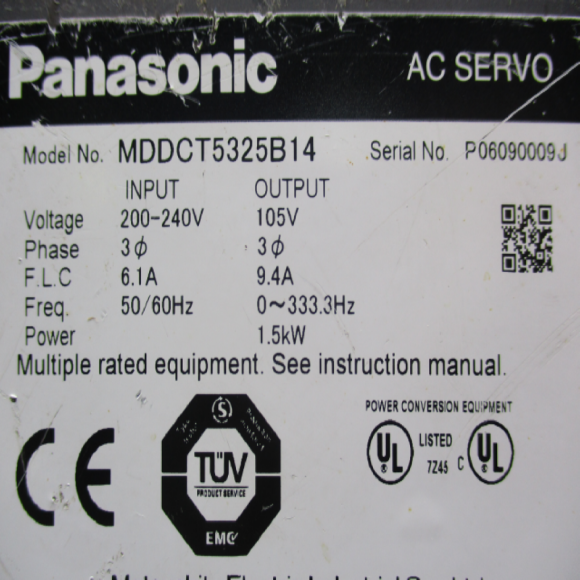 Panasonic AC SERVO
Model No. MDDCT5325B14 Serial No. P06090009J
INPUT OUTPUT
Voltage 200-240V 105V
Phase 3ϕ 3ϕ
F.L.C 6.1A 9.4A
Freq. 50/60Hz 0~333.3Hz
Power 1.5kW
Multiple rated equipment. See instruction manual.
POWER CONVERSION EQUIPMENT
CE
TÜV
PRODUCT SERVICE
EMC
UL LISTED C UL
7Z45